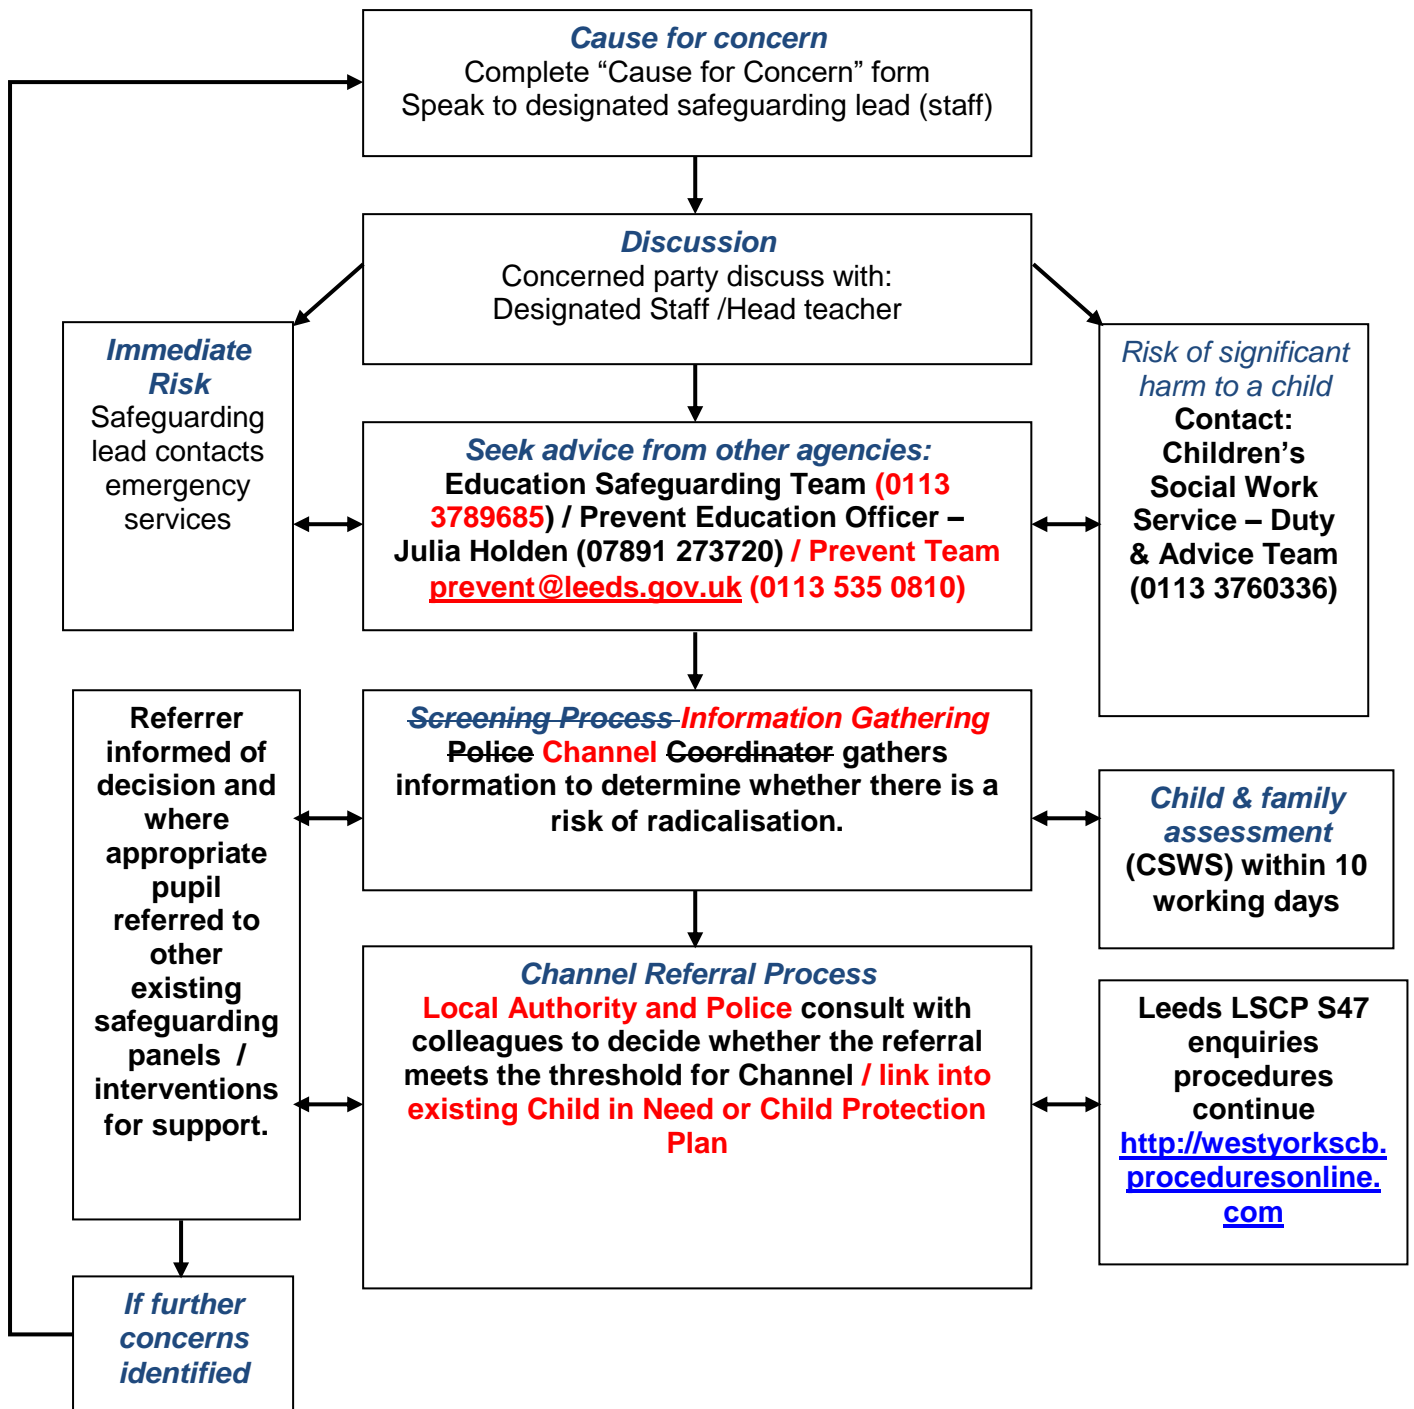 Cause for concern
Complete “Cause for Concern” form
Speak to designated safeguarding lead (staff)
Discussion
Concerned party discuss with:
Designated Staff /Head teacher
Immediate
Risk
Safeguarding
lead contacts
emergency
services
Seek advice from other agencies:
Education Safeguarding Team (0113
3789685) / Prevent Education Officer –
Julia Holden (07891 273720) / Prevent Team
prevent@leeds.gov.uk (0113 535 0810)
Risk of significant
harm to a child
Contact:
Children’s
Social Work
Service – Duty
& Advice Team
(0113 3760336)
Referrer
informed of
decision and
where
appropriate
pupil
referred to
other
existing
safeguarding
panels /
interventions
for support.
Screening Process Information Gathering
Police Channel Coordinator gathers
information to determine whether there is a
risk of radicalisation.
Child & family
assessment
(CSWS) within 10
working days
Channel Referral Process
Local Authority and Police consult with
colleagues to decide whether the referral
meets the threshold for Channel / link into
existing Child in Need or Child Protection
Plan
Leeds LSCP S47
enquiries
procedures
continue
http://westyorkscb.
proceduresonline.
com
If further
concerns
identified